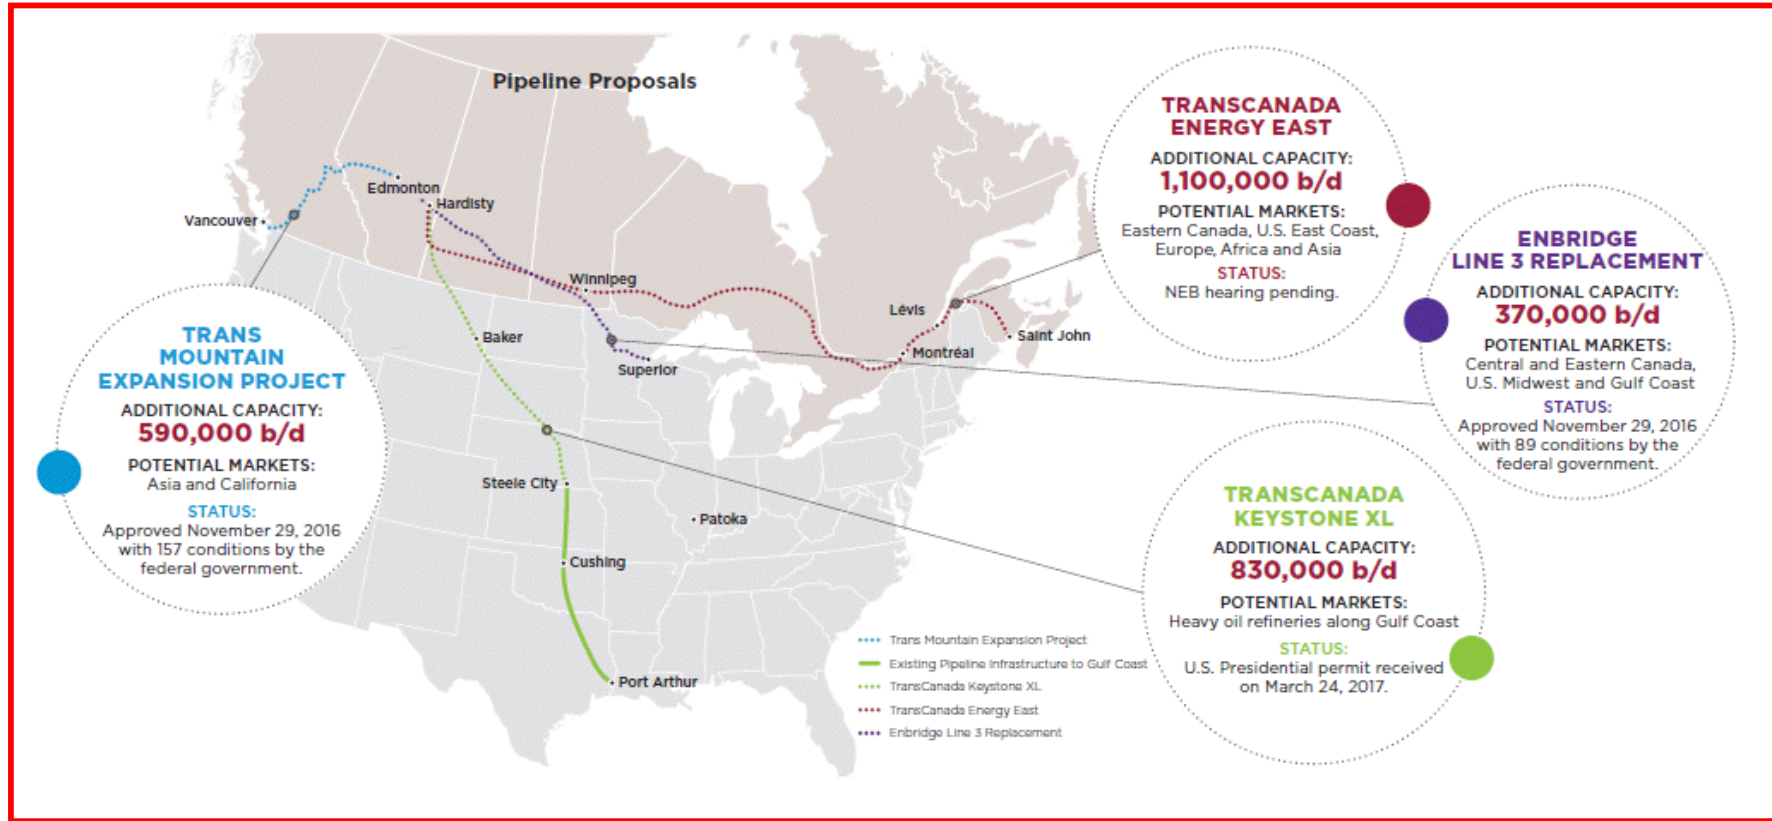 Pipeline Proposals
Edmonton
Hardisty
Vancouver
Winnipeg
Baker
Superior
Lévis
Montréal
Saint John
Steele City
Patoka
Cushing
Port Arthur
TRANS
MOUNTAIN
EXPANSION PROJECT
ADDITIONAL CAPACITY:
590,000 b/d
POTENTIAL MARKETS:
Asia and California
STATUS:
Approved November 29, 2016
with 157 conditions by the
federal government.
TRANSCANADA
ENERGY EAST
ADDITIONAL CAPACITY:
1,100,000 b/d
POTENTIAL MARKETS:
Eastern Canada, U.S. East Coast,
Europe, Africa and Asia
STATUS:
NEB hearing pending.
ENBRIDGE
LINE 3 REPLACEMENT
ADDITIONAL CAPACITY:
370,000 b/d
POTENTIAL MARKETS:
Central and Eastern Canada,
U.S. Midwest and Gulf Coast
STATUS:
Approved November 29, 2016
with 89 conditions by the
federal government.
TRANSCANADA
KEYSTONE XL
ADDITIONAL CAPACITY:
830,000 b/d
POTENTIAL MARKETS:
Heavy oil refineries along Gulf Coast
STATUS:
U.S. Presidential permit received
on March 24, 2017.
Trans Mountain Expansion Project
Existing Pipeline Infrastructure to Gulf Coast
TransCanada Keystone XL
TransCanada Energy East
Enbridge Line 3 Replacement